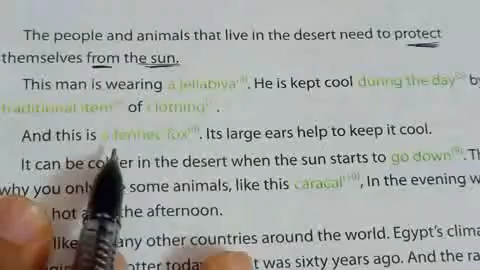 The people and animals that live in the desert need to protect
themselves from the sun.
This man is wearing a jellabiya. He is kept cool during the day by
traditional item of clothing.
And this is a fennec fox. Its large ears help to keep it cool.
It can be colder in the desert when the sun starts to go down.
why you only some animals, like this caracal, In the evening w
hot the afternoon.
like any other countries around the world. Egypt's clima
otter toda t was sixty years ago. And the ra